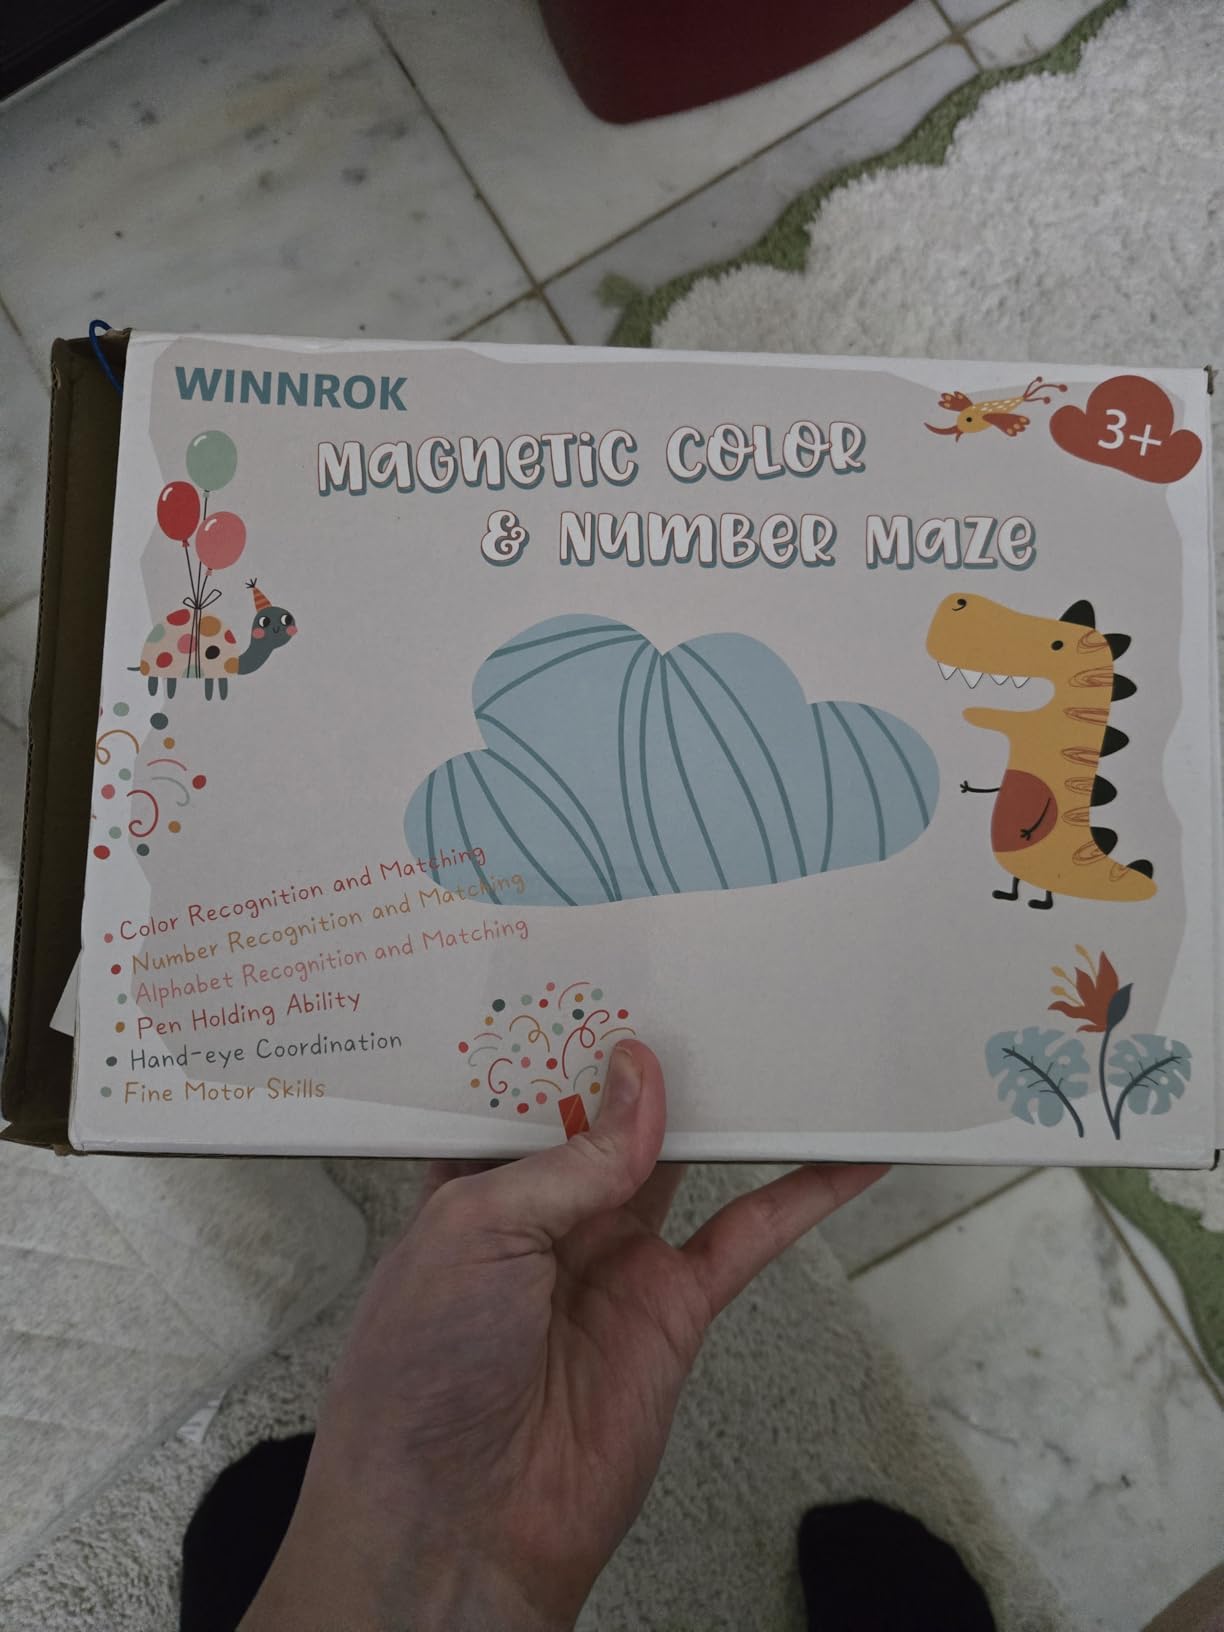 WINNROK
MAGNETIC COLOR
& NUMBER MAZE
3+
Color Recognition and Matching
Number Recognition and Matching
Alphabet Recognition and Matching
Pen Holding Ability
Hand-eye Coordination
Fine Motor Skills